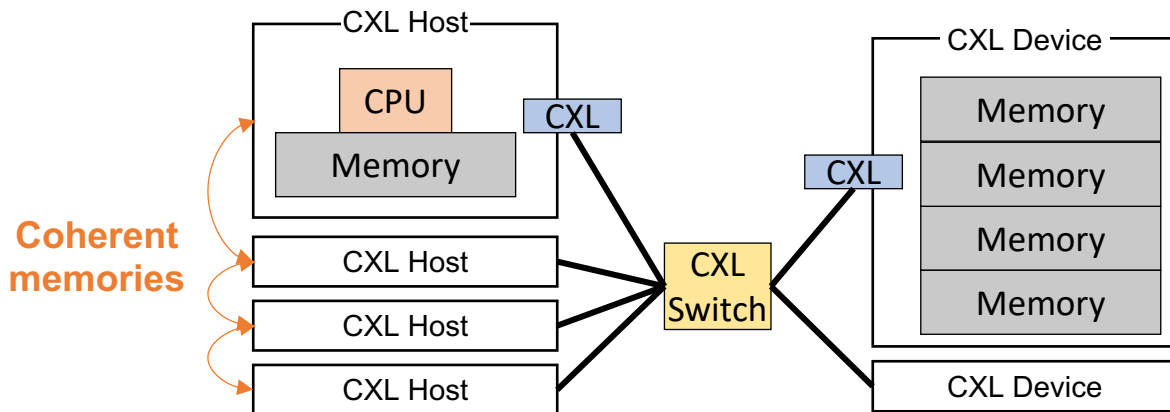 CXL Host
CPU
Memory
CXL
Coherent
memories
CXL Host
CXL Host
CXL Host
CXL
Switch
CXL Device
CXL
Memory
Memory
Memory
Memory
CXL Device